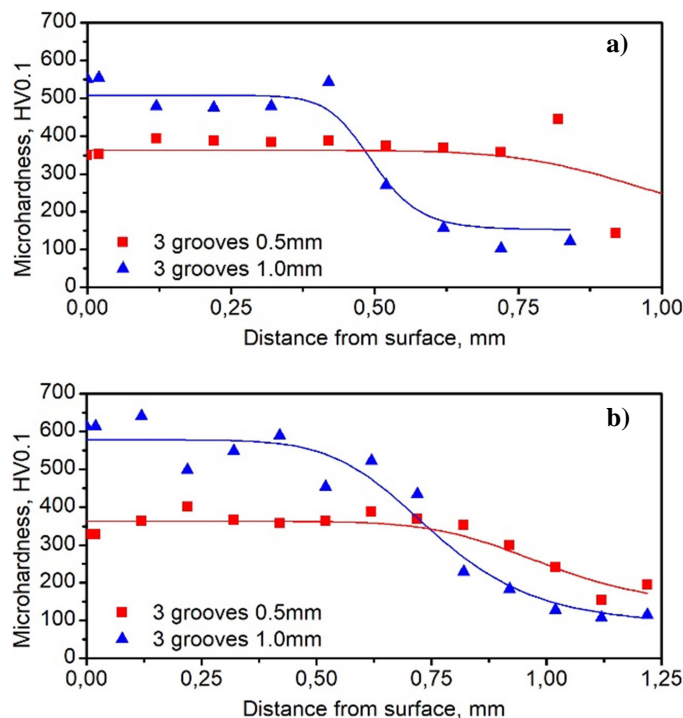 a)
700
600
500
400
300
200
100
0
Microhardness, HV0.1
3 grooves 0.5mm
3 grooves 1.0mm
0,00 0,25 0,50 0,75 1,00
Distance from surface, mm
b)
700
600
500
400
300
200
100
0
Microhardness, HV0.1
3 grooves 0.5mm
3 grooves 1.0mm
0,00 0,25 0,50 0,75 1,00 1,25
Distance from surface, mm